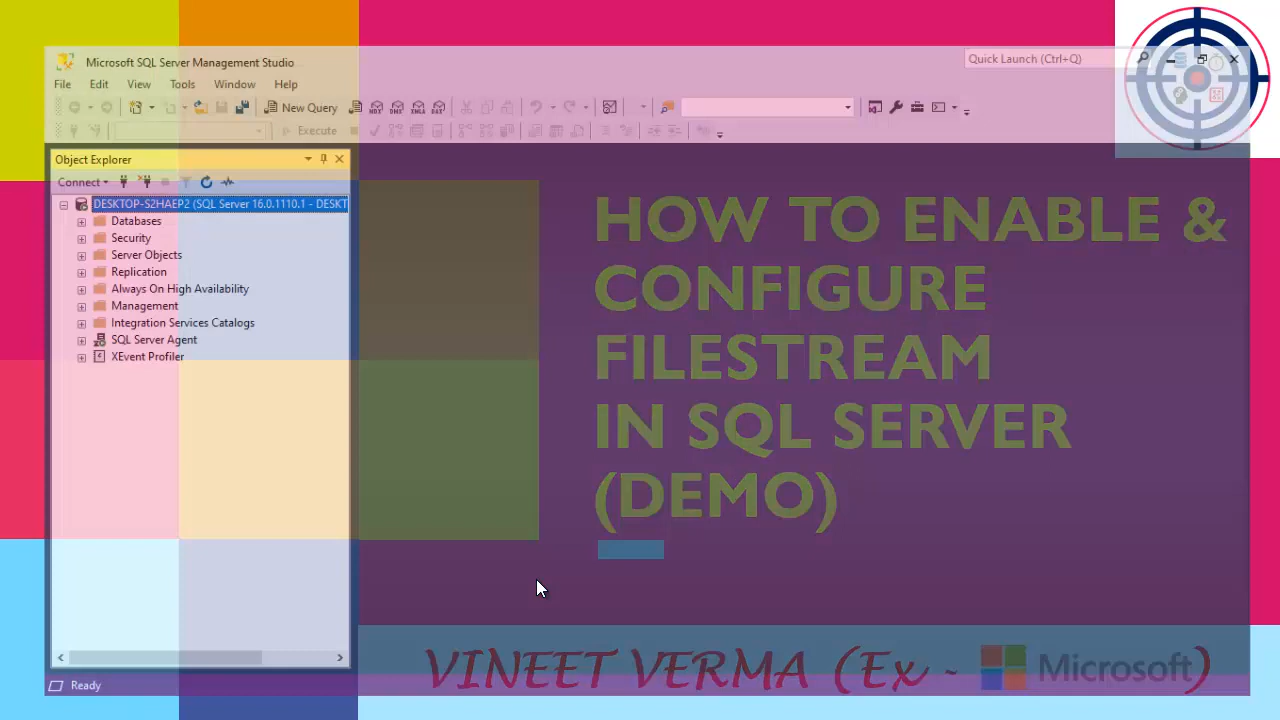 Microsoft SQL Server Management Studio
Quick Launch (Ctrl+Q)
File Edit View Tools Window Help
New Query
Execute
Object Explorer
Connect
DESKTOP-S2HAEP2 (SQL Server 16.0.1110.1 - DESKT
Databases
Security
Server Objects
Replication
Always On High Availability
Management
Integration Services Catalogs
SQL Server Agent
XEvent Profiler
Ready
HOW TO ENABLE &
CONFIGURE
FILESTREAM
IN SQL SERVER
(DEMO)
VINEET VERMA (Ex - Microsoft)